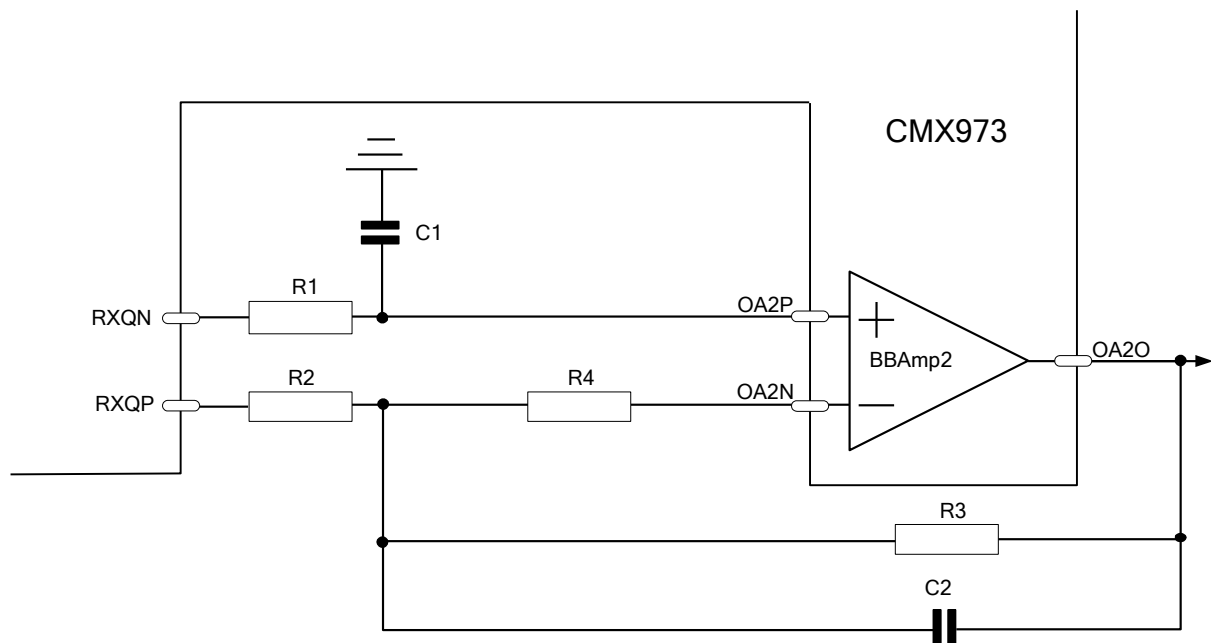 CMX973
C1
R1
RXQN
OA2P
BBAmp2
OA2O
R2
R4
RXQP
OA2N
R3
C2